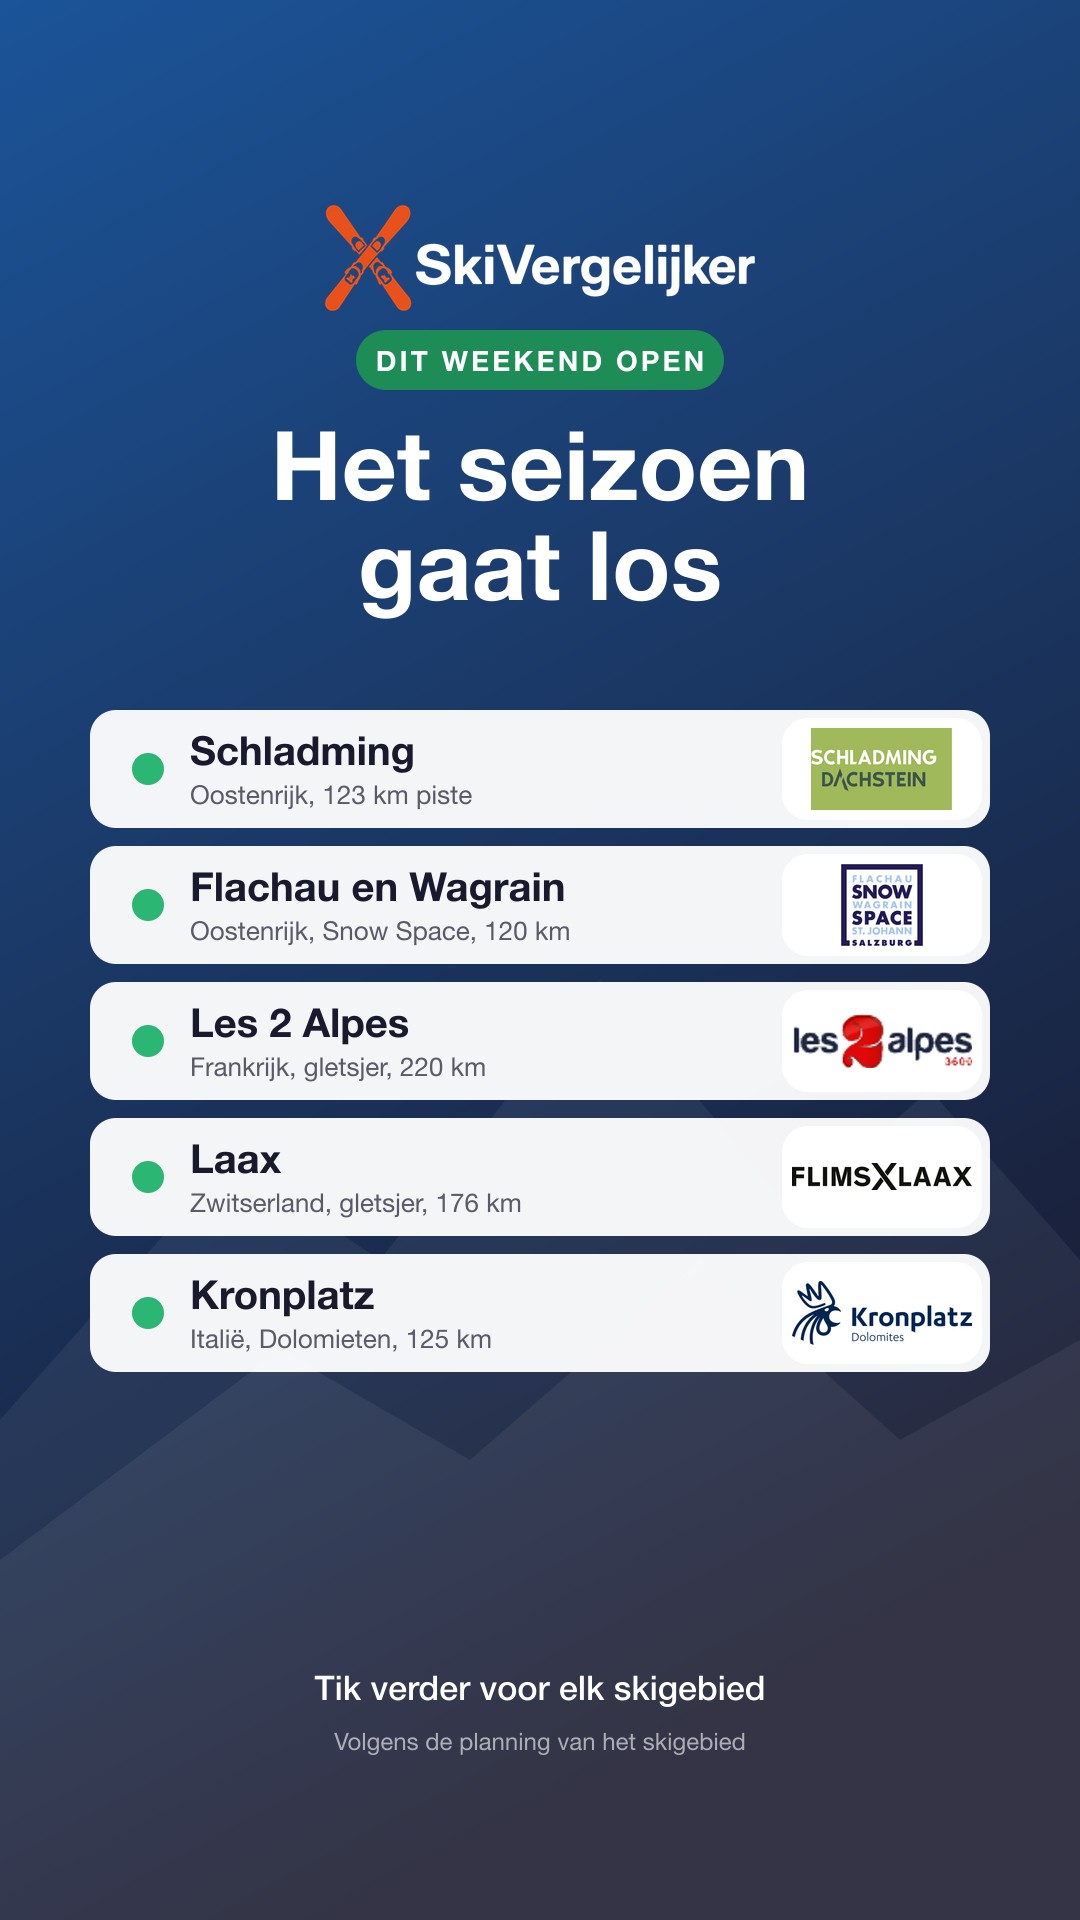 SkiVergelijker
DIT WEEKEND OPEN
Het seizoen
gaat los
Schladming
Oostenrijk, 123 km piste
SCHLADMING
DACHSTEIN
Flachau en Wagrain
Oostenrijk, Snow Space, 120 km
FLACHAU
SNOW
WAGRAIN
SPACE
ST. JOHANN
SALZBURG
Les 2 Alpes
Frankrijk, gletsjer, 220 km
les 2 alpes
3600
Laax
Zwitserland, gletsjer, 176 km
FLIMSXLAAX
Kronplatz
Italië, Dolomieten, 125 km
Kronplatz
Dolomites
Tik verder voor elk skigebied
Volgens de planning van het skigebied